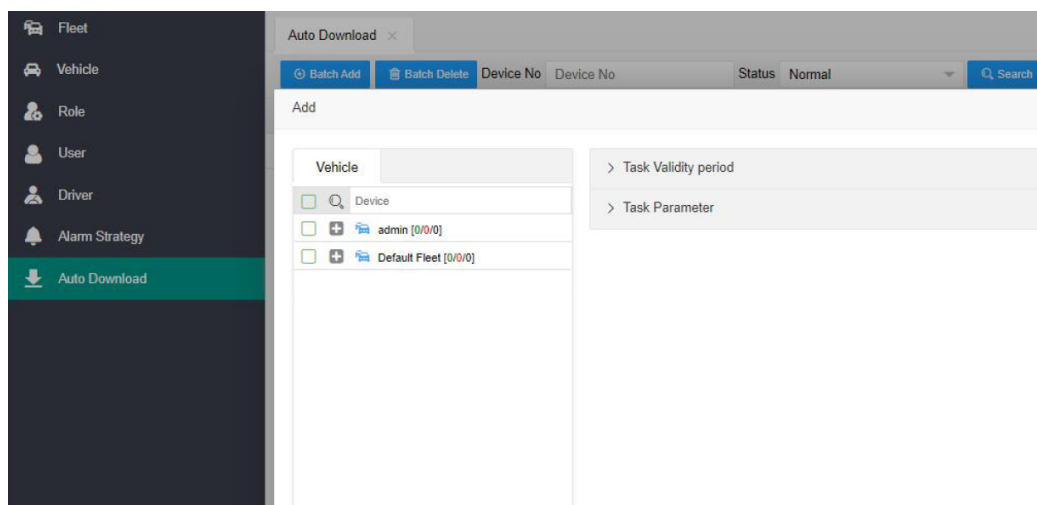 Fleet
Vehicle
Role
User
Driver
Alarm Strategy
Auto Download
Auto Download
Batch Add Batch Delete Device No Device No Status Normal Search
Add
Vehicle
Device
admin [0/0/0]
Default Fleet [0/0/0]
Task Validity period
Task Parameter